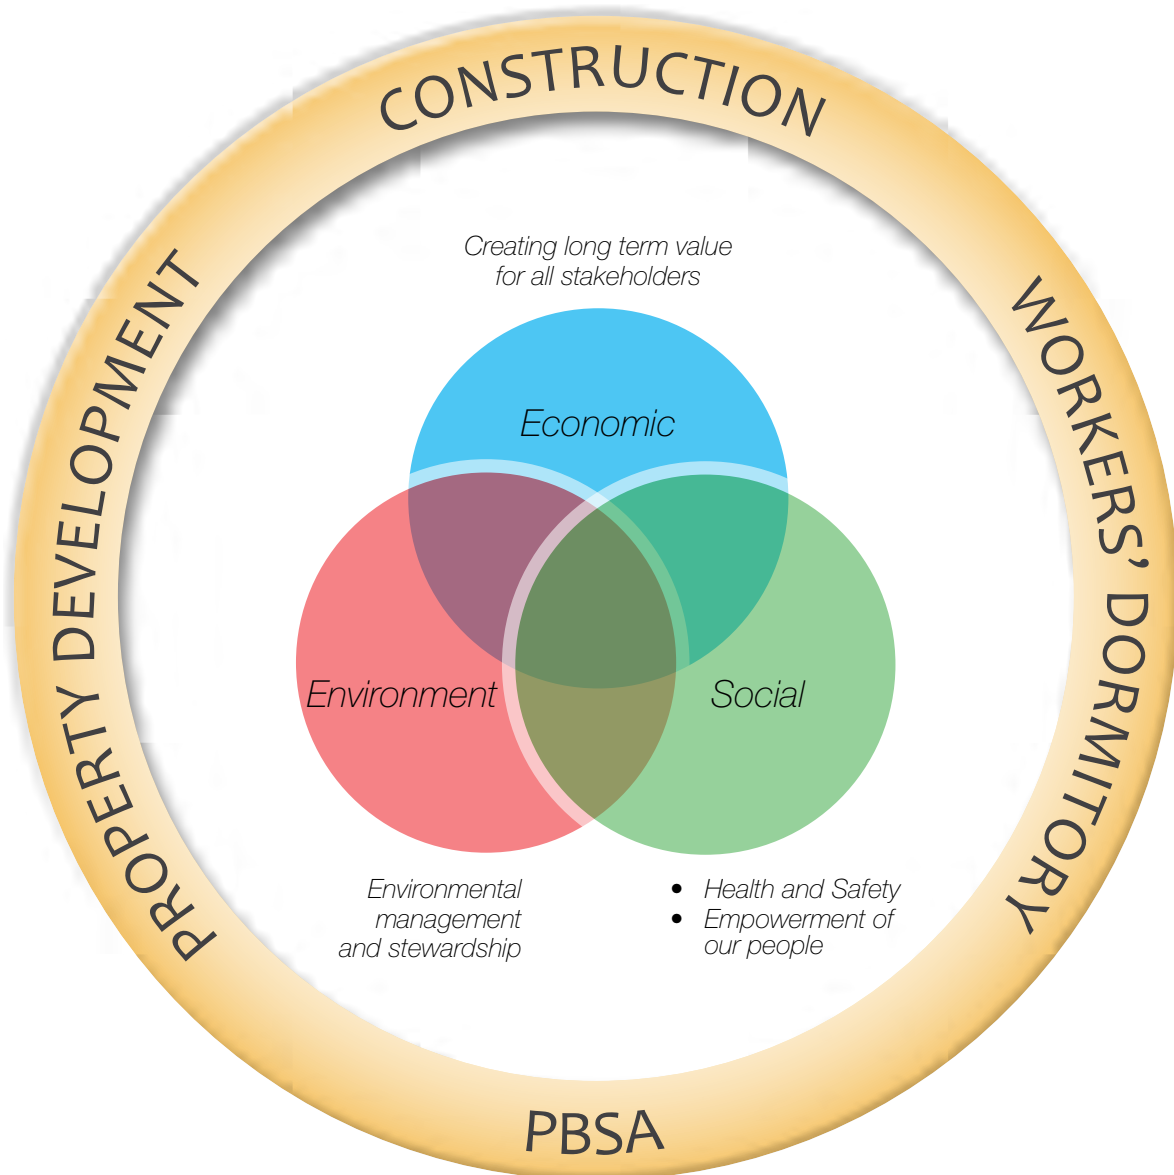 CONSTRUCTION
PROPERTY DEVELOPMENT
WORKERS’ DORMITORY
Creating long term value
for all stakeholders
Economic
Environment
Social
Environmental
management
and stewardship
• Health and Safety
• Empowerment of
our people
PBSA